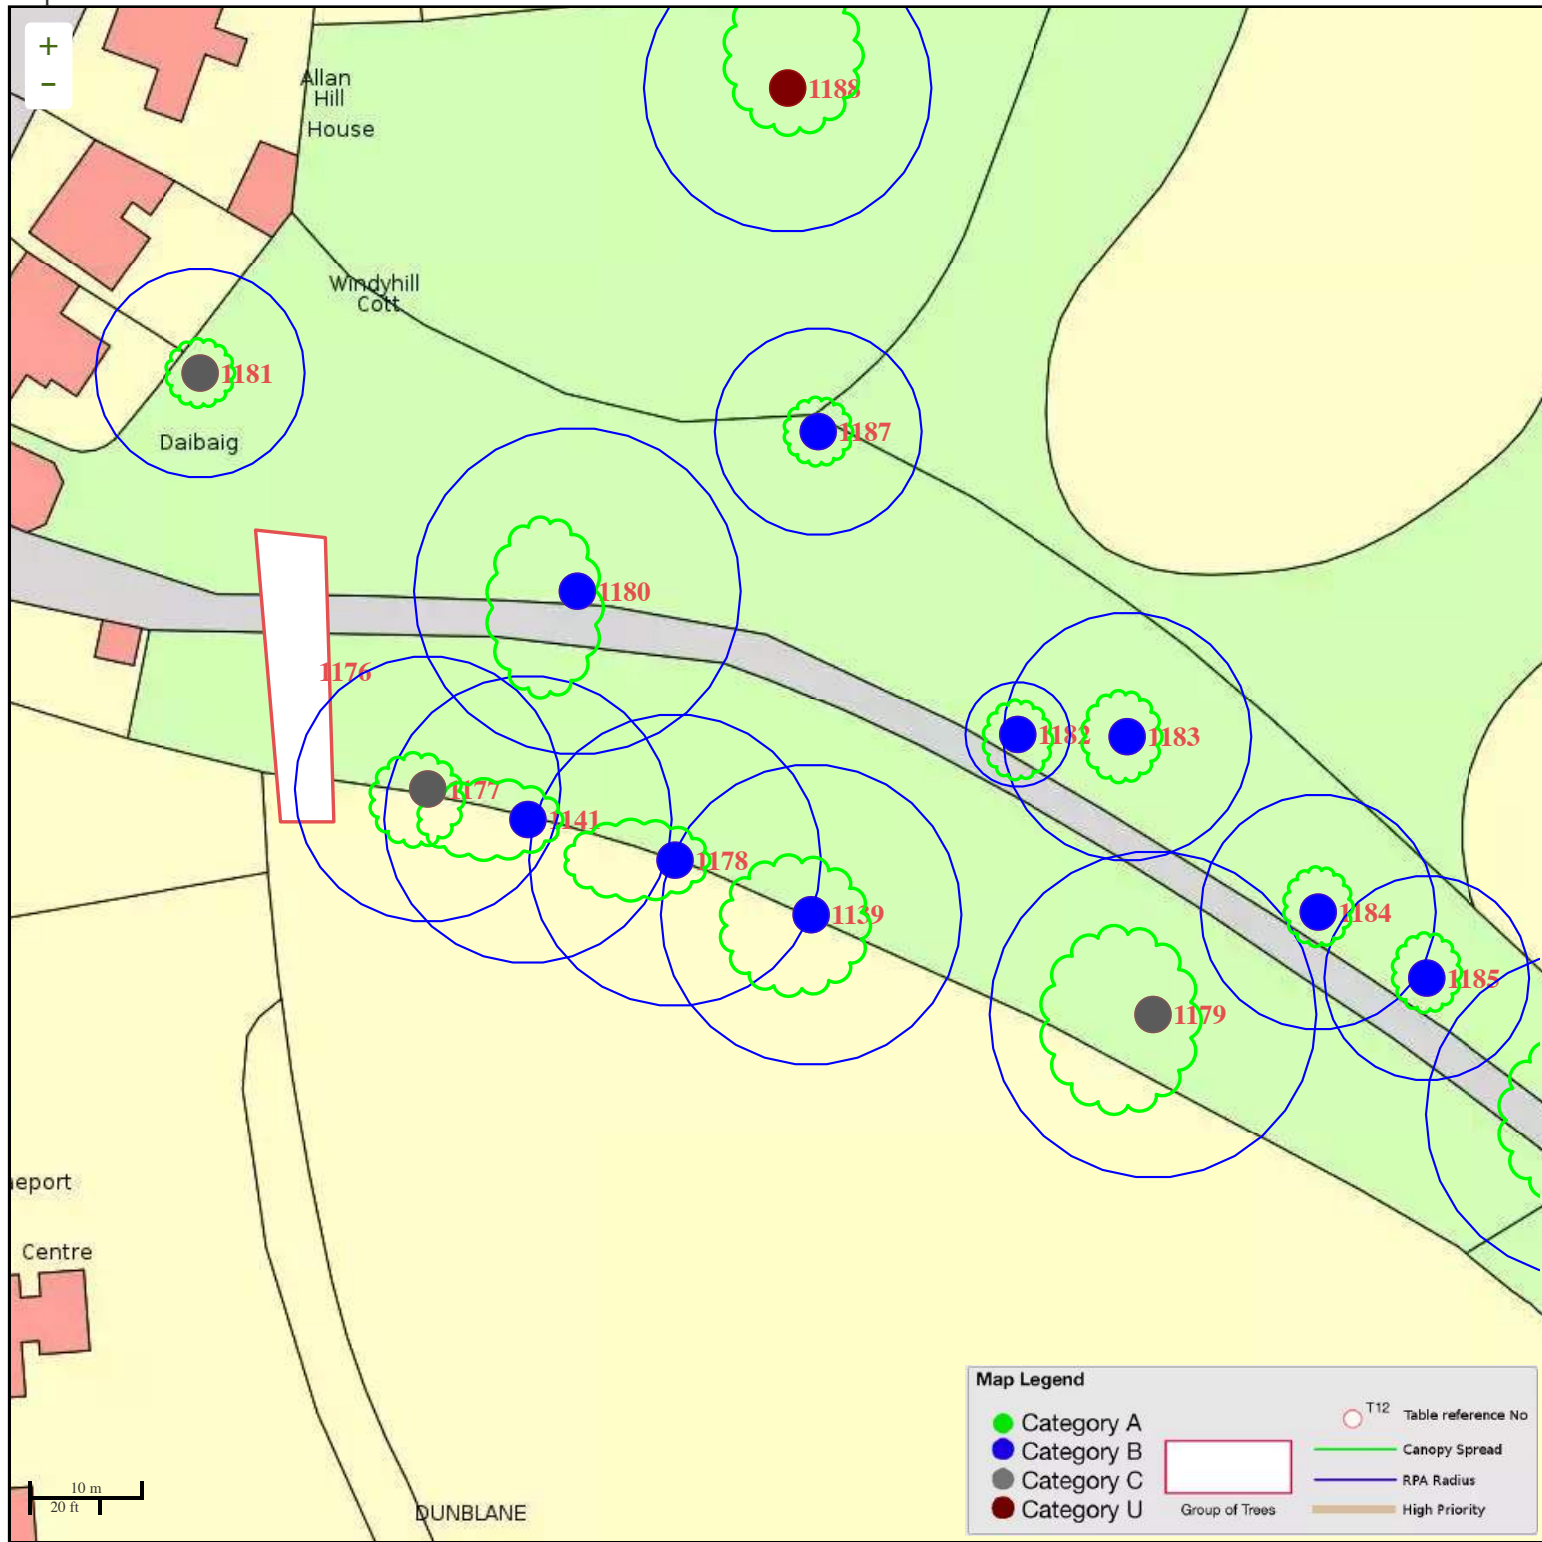 +
−
Allan
Hill
House
1188
Windyhill
Cott
1181
Daibaig
1187
1180
1176
1182
1183
1177
1141
1178
1139
1184
1185
1179
eport
Centre
DUNBLANE
10 m
20 ft
Map Legend
Category A
Category B
Category C
Category U
Group of Trees
T12 Table reference No
Canopy Spread
RPA Radius
High Priority